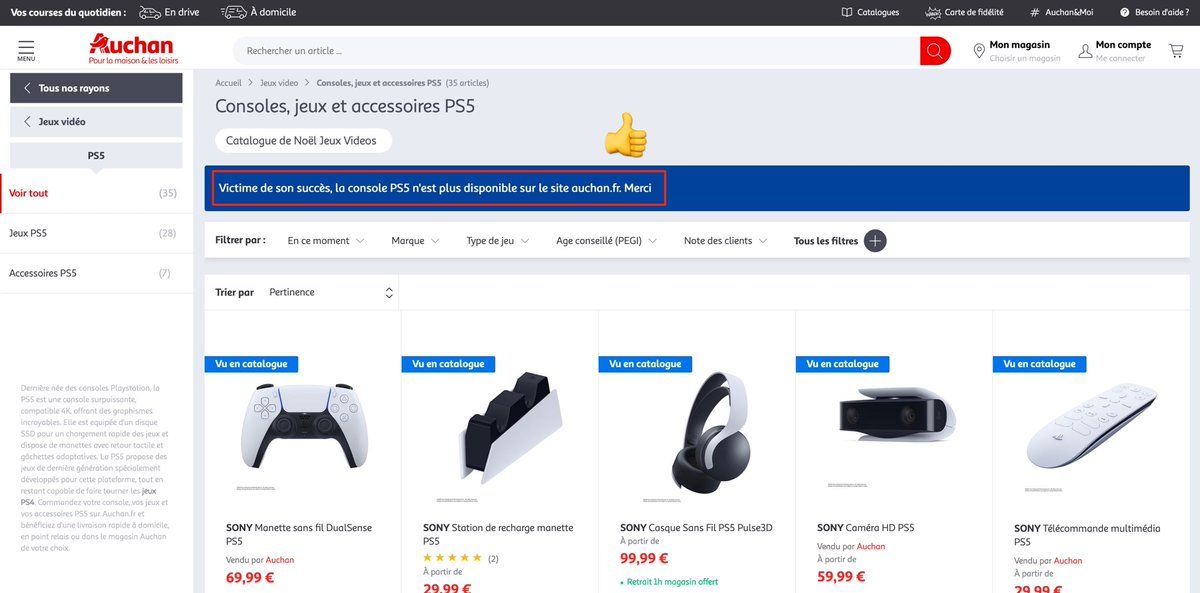 Vos courses du quotidien : En drive À domicile
Catalogues Carte de fidélité # Auchan&Moi Besoin d'aide ?
MENU
Auchan
Pour la maison & les loisirs
Rechercher un article ...
Mon magasin
Choisir un magasin
Mon compte
Me connecter
Tous nos rayons
Jeux vidéo
PS5
Voir tout (35)
Jeux PS5 (28)
Accessoires PS5 (7)
Dernière née des consoles Playstation, la
PS5 est une console surpuissante,
compatible 4K, offrant des graphismes
incroyables. Elle est équipée d'un disque
SSD pour un chargement rapide des jeux et
dispose de manettes avec retour tactile et
gâchettes adaptatives. La PS5 propose des
jeux de dernière génération spécialement
développés pour cette plateforme, tout en
restant capable de faire tourner les jeux
PS4. Commandez votre console, vos jeux et
vos accessoires PS5 sur Auchan.fr et
bénéficiez d'une livraison rapide à domicile,
en point relais ou dans le magasin Auchan
de votre choix.
Accueil > Jeux video > Consoles, jeux et accessoires PS5 (35 articles)
Consoles, jeux et accessoires PS5
Catalogue de Noël Jeux Videos
Victime de son succès, la console PS5 n'est plus disponible sur le site auchan.fr. Merci
Filtrer par : En ce moment Marque Type de jeu Age conseillé (PEGI) Note des clients Tous les filtres
Trier par Pertinence
Vu en catalogue
SONY Manette sans fil DualSense
PS5
Vendu par Auchan
69,99 €
Vu en catalogue
SONY Station de recharge manette
PS5
(2)
À partir de
29,99 €
Vu en catalogue
SONY Casque Sans Fil PS5 Pulse3D
À partir de
99,99 €
• Retrait 1h magasin offert
Vu en catalogue
SONY Caméra HD PS5
Vendu par Auchan
À partir de
59,99 €
Vu en catalogue
SONY Télécommande multimédia
PS5
Vendu par Auchan
À partir de
29,99 €